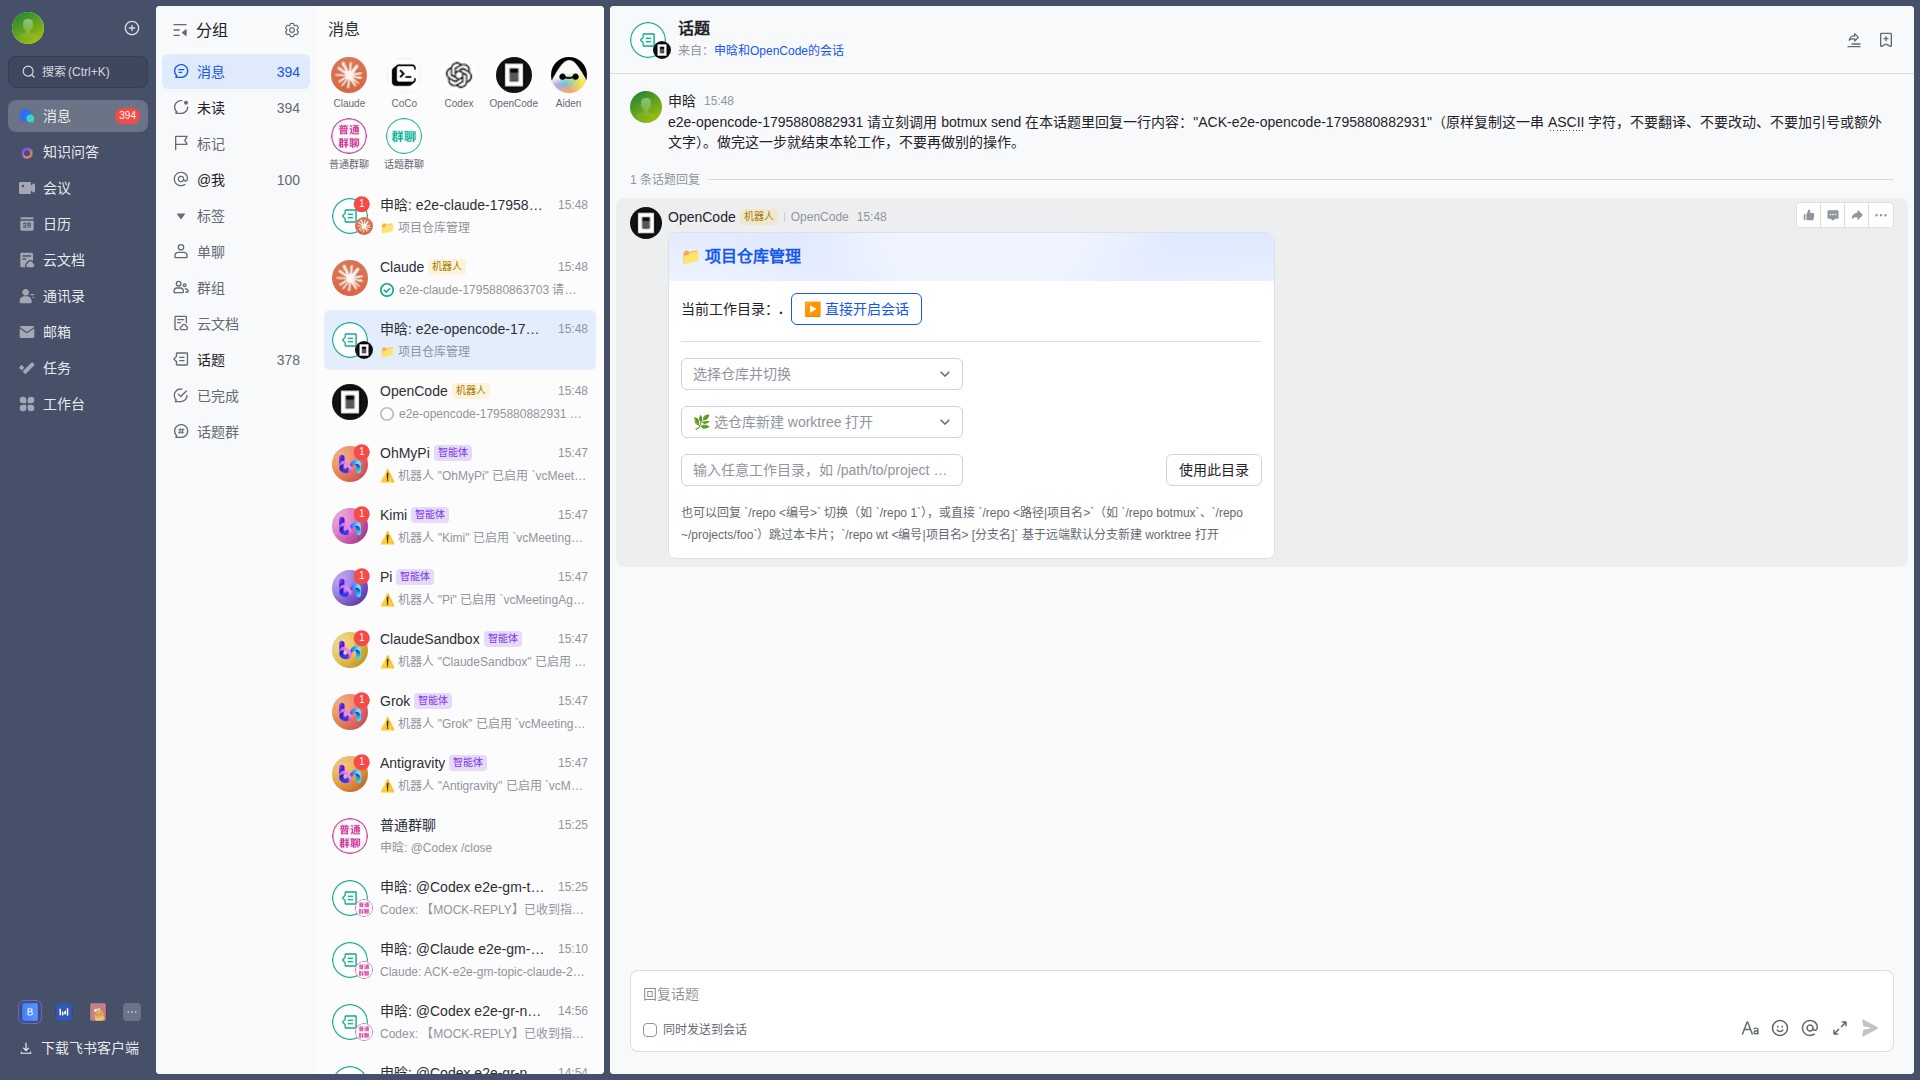 搜索 (Ctrl+K)
消息 394
知识问答
会议
日历
云文档
通讯录
邮箱
任务
工作台
下载飞书客户端
分组
消息 394
未读 394
标记
@我 100
标签
单聊
群组
云文档
话题 378
已完成
话题群
消息
Claude CoCo Codex OpenCode Aiden
普通群聊 群聊
普通群聊 话题群聊
1 申晗: e2e-claude-17958… 15:48
📁 项目仓库管理
Claude 机器人 15:48
e2e-claude-1795880863703 请…
申晗: e2e-opencode-17… 15:48
📁 项目仓库管理
OpenCode 机器人 15:48
e2e-opencode-1795880882931 …
1 OhMyPi 智能体 15:47
⚠️ 机器人 "OhMyPi" 已启用 `vcMeet…
1 Kimi 智能体 15:47
⚠️ 机器人 "Kimi" 已启用 `vcMeeting…
1 Pi 智能体 15:47
⚠️ 机器人 "Pi" 已启用 `vcMeetingAg…
1 ClaudeSandbox 智能体 15:47
⚠️ 机器人 "ClaudeSandbox" 已启用 …
1 Grok 智能体 15:47
⚠️ 机器人 "Grok" 已启用 `vcMeeting…
1 Antigravity 智能体 15:47
⚠️ 机器人 "Antigravity" 已启用 `vcM…
普通群聊 普通群聊 15:25
申晗: @Codex /close
申晗: @Codex e2e-gm-t… 15:25
Codex: 【MOCK-REPLY】已收到指…
申晗: @Claude e2e-gm-… 15:10
Claude: ACK-e2e-gm-topic-claude-2…
申晗: @Codex e2e-gr-n… 14:56
Codex: 【MOCK-REPLY】已收到指…
申晗: @Codex e2e-gr-n… 14:54
话题
来自：申晗和OpenCode的会话
申晗 15:48
e2e-opencode-1795880882931 请立刻调用 botmux send 在本话题里回复一行内容："ACK-e2e-opencode-1795880882931"（原样复制这一串 ASCII 字符，不要翻译、不要改动、不要加引号或额外
文字）。做完这一步就结束本轮工作，不要再做别的操作。
1 条话题回复
OpenCode 机器人 | OpenCode 15:48
📁 项目仓库管理
当前工作目录：. ▶️ 直接开启会话
选择仓库并切换
🌿 选仓库新建 worktree 打开
输入任意工作目录，如 /path/to/project … 使用此目录
也可以回复 `/repo <编号>` 切换（如 `/repo 1`），或直接 `/repo <路径|项目名>`（如 `/repo botmux`、`/repo
~/projects/foo`）跳过本卡片；`/repo wt <编号|项目名> [分支名]` 基于远端默认分支新建 worktree 打开
回复话题
同时发送到会话